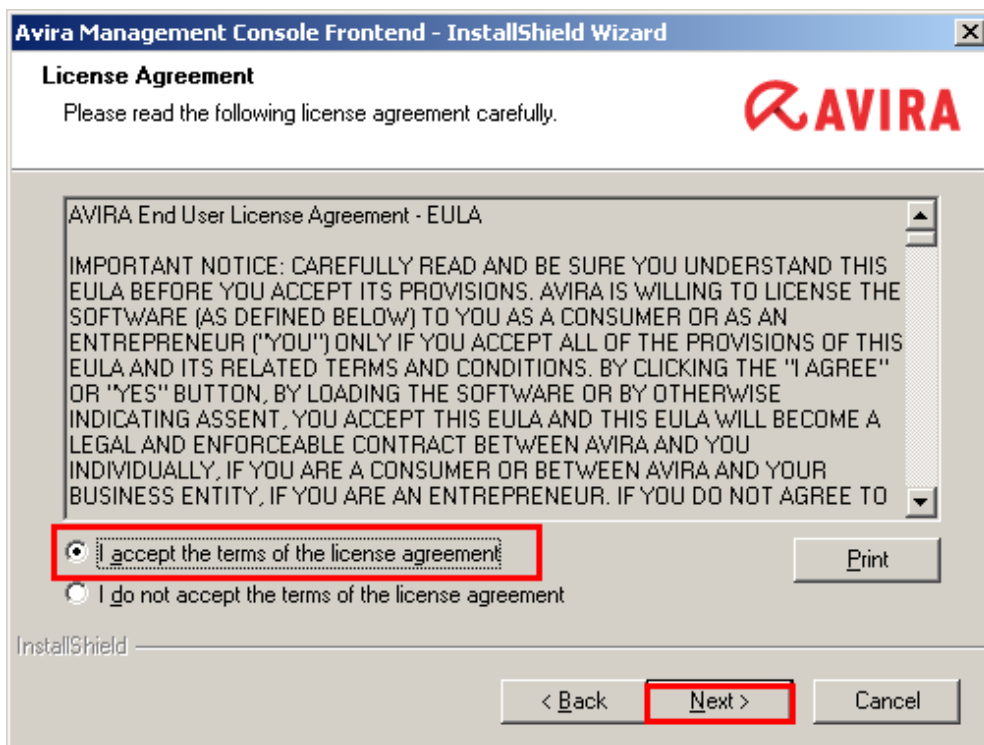 Avira Management Console Frontend - InstallShield Wizard
License Agreement
Please read the following license agreement carefully.
AVIRA
AVIRA End User License Agreement - EULA
IMPORTANT NOTICE: CAREFULLY READ AND BE SURE YOU UNDERSTAND THIS
EULA BEFORE YOU ACCEPT ITS PROVISIONS. AVIRA IS WILLING TO LICENSE THE
SOFTWARE (AS DEFINED BELOW) TO YOU AS A CONSUMER OR AS AN
ENTREPRENEUR ("YOU") ONLY IF YOU ACCEPT ALL OF THE PROVISIONS OF THIS
EULA AND ITS RELATED TERMS AND CONDITIONS. BY CLICKING THE "I AGREE"
OR "YES" BUTTON, BY LOADING THE SOFTWARE OR BY OTHERWISE
INDICATING ASSENT, YOU ACCEPT THIS EULA AND THIS EULA WILL BECOME A
LEGAL AND ENFORCEABLE CONTRACT BETWEEN AVIRA AND YOU
INDIVIDUALLY, IF YOU ARE A CONSUMER OR BETWEEN AVIRA AND YOUR
BUSINESS ENTITY, IF YOU ARE AN ENTREPRENEUR. IF YOU DO NOT AGREE TO
I accept the terms of the license agreement
Print
I do not accept the terms of the license agreement
InstallShield
< Back Next > Cancel